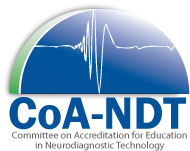 CoA-NDT
Committee on Accreditation for Education
in Neurodiagnostic Technology